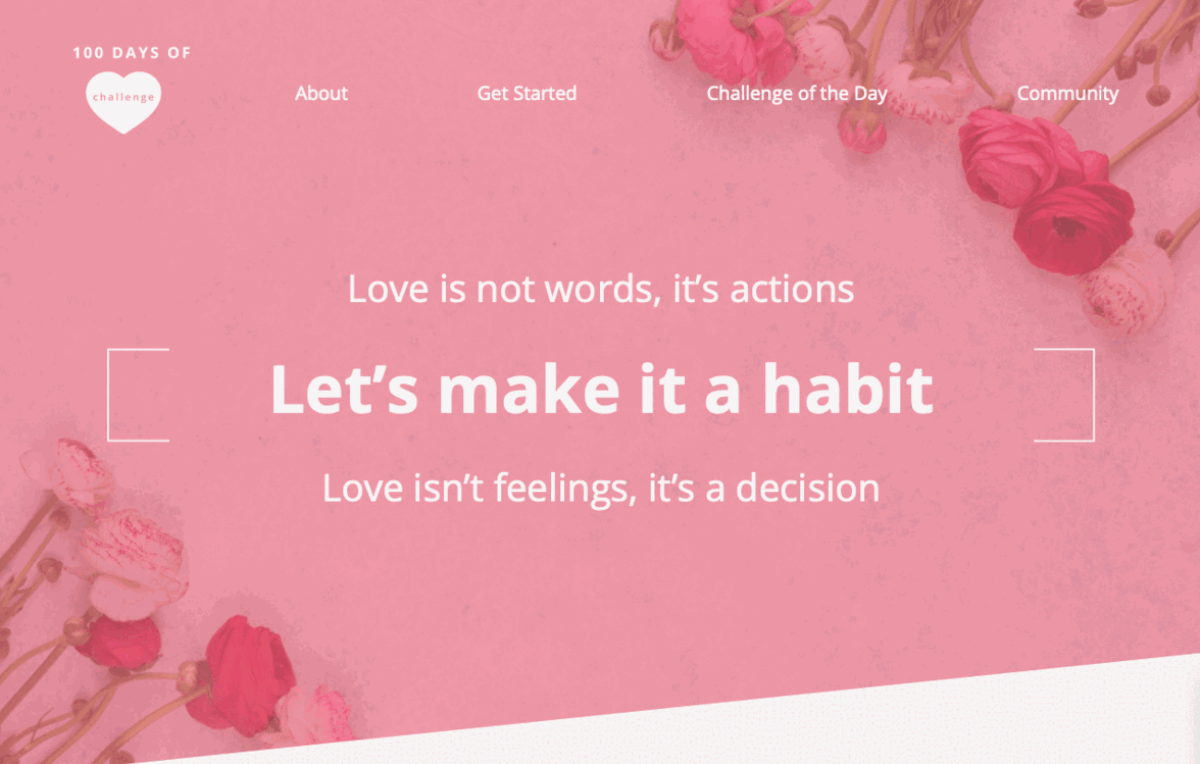 100 DAYS OF
challenge
About
Get Started
Challenge of the Day
Community
Love is not words, it’s actions
Let’s make it a habit
Love isn’t feelings, it’s a decision